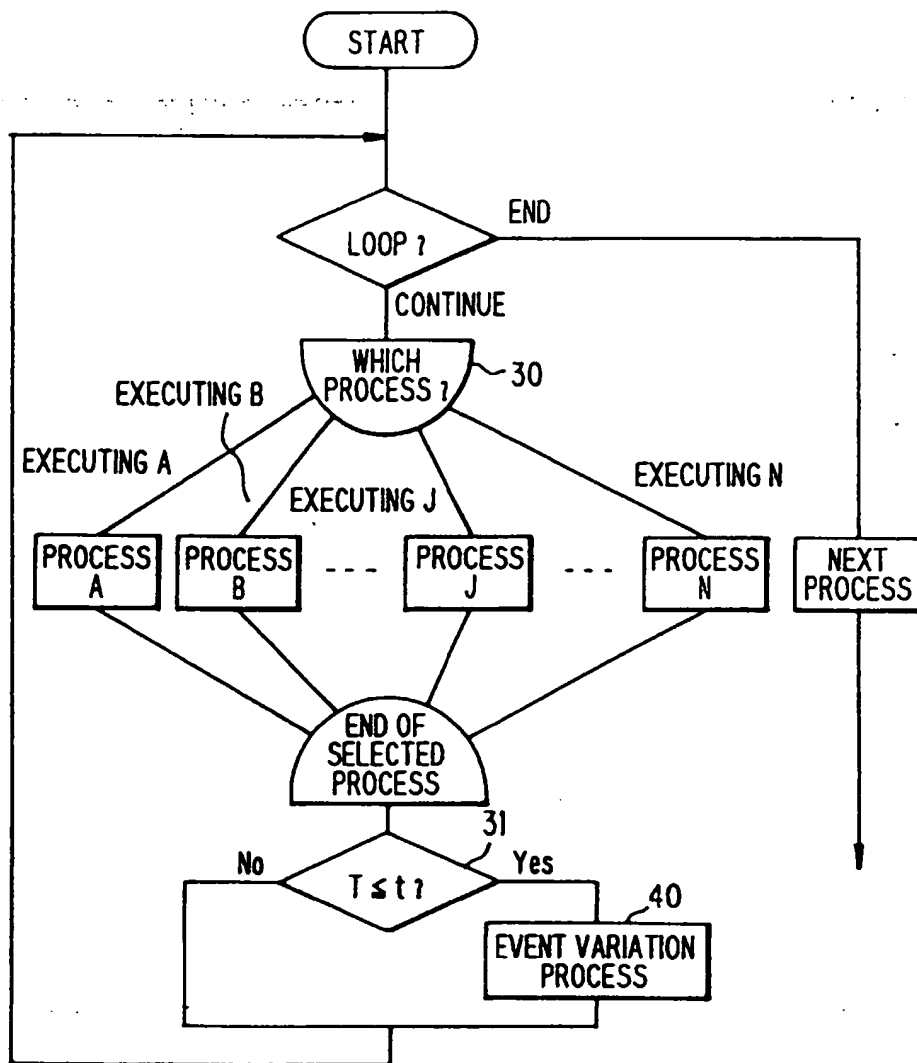 START
LOOP ?
END
CONTINUE
WHICH
PROCESS ?
30
EXECUTING B
EXECUTING A
EXECUTING J
EXECUTING N
PROCESS
A
PROCESS
B
---
PROCESS
J
---
PROCESS
N
NEXT
PROCESS
END OF
SELECTED
PROCESS
31
No
T ≦ t ?
Yes
40
EVENT VARIATION
PROCESS